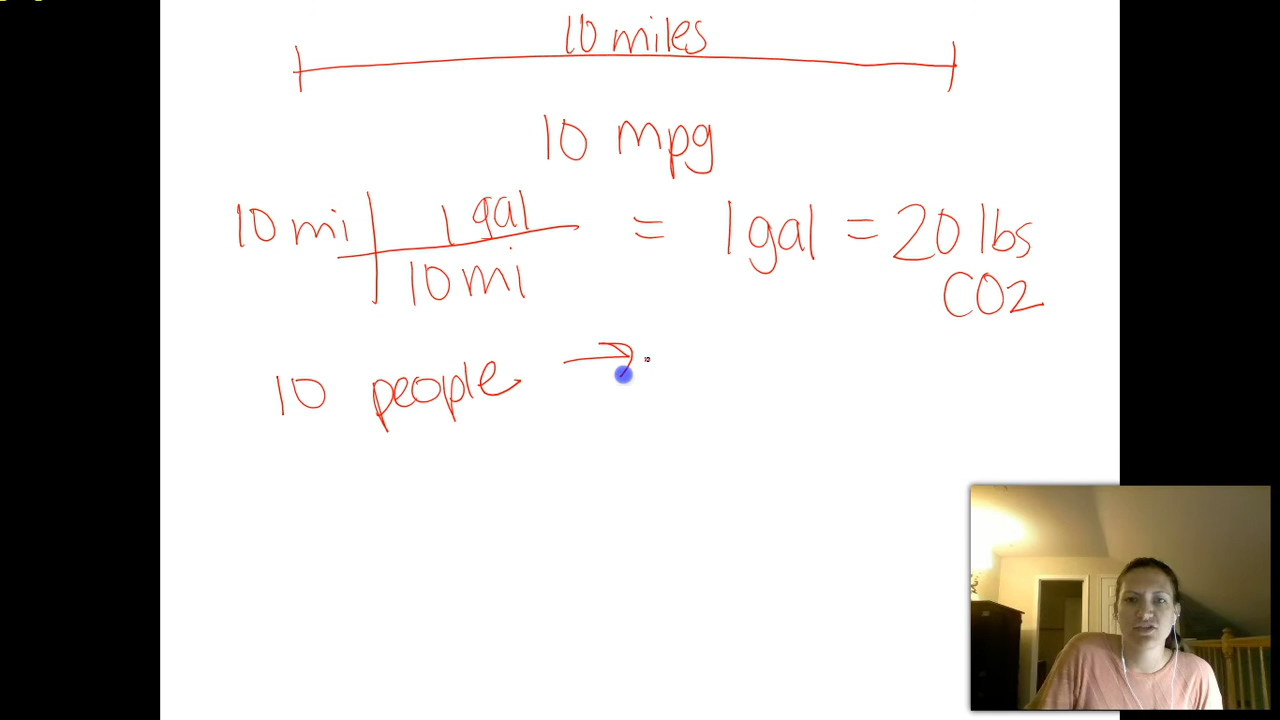 10 miles
10 mpg
10 mi | 1 gal = 1 gal = 20 lbs
10 mi CO2
10 people →